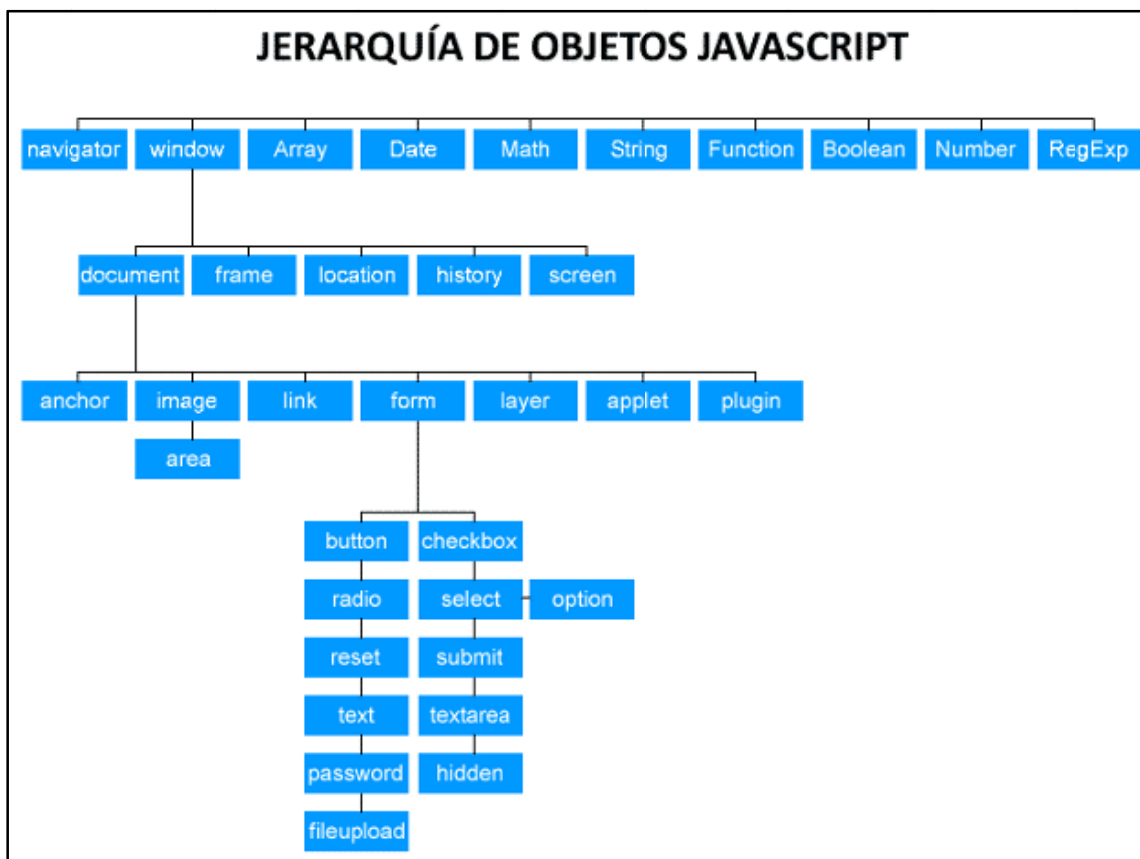 JERARQUÍA DE OBJETOS JAVASCRIPT
navigator window Array Date Math String Function Boolean Number RegExp
document frame location history screen
anchor image link form layer applet plugin
area
button checkbox
radio select option
reset submit
text textarea
password hidden
fileupload